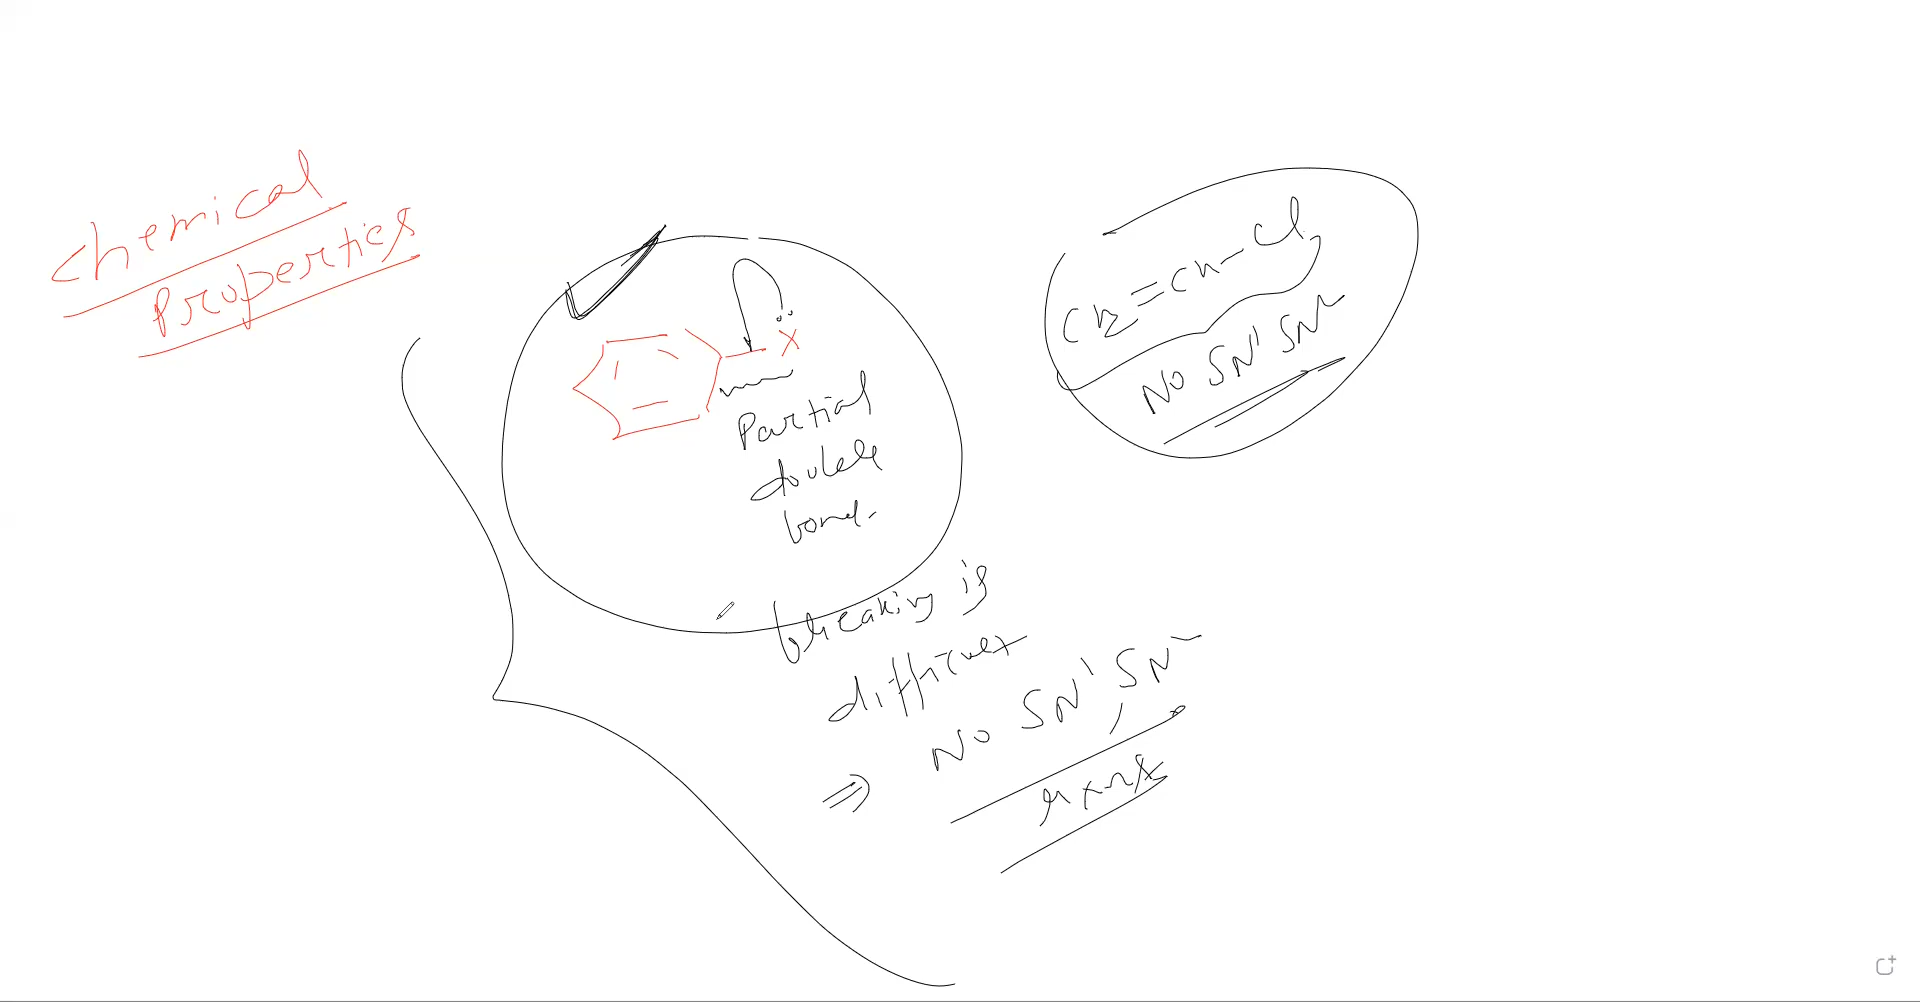 chemical
Properties
X
Partial
double
bond.
breaking is
difficult
⇒ No SN1, SN2
rxns
CH2=CH-Cl,
No SN1 SN2